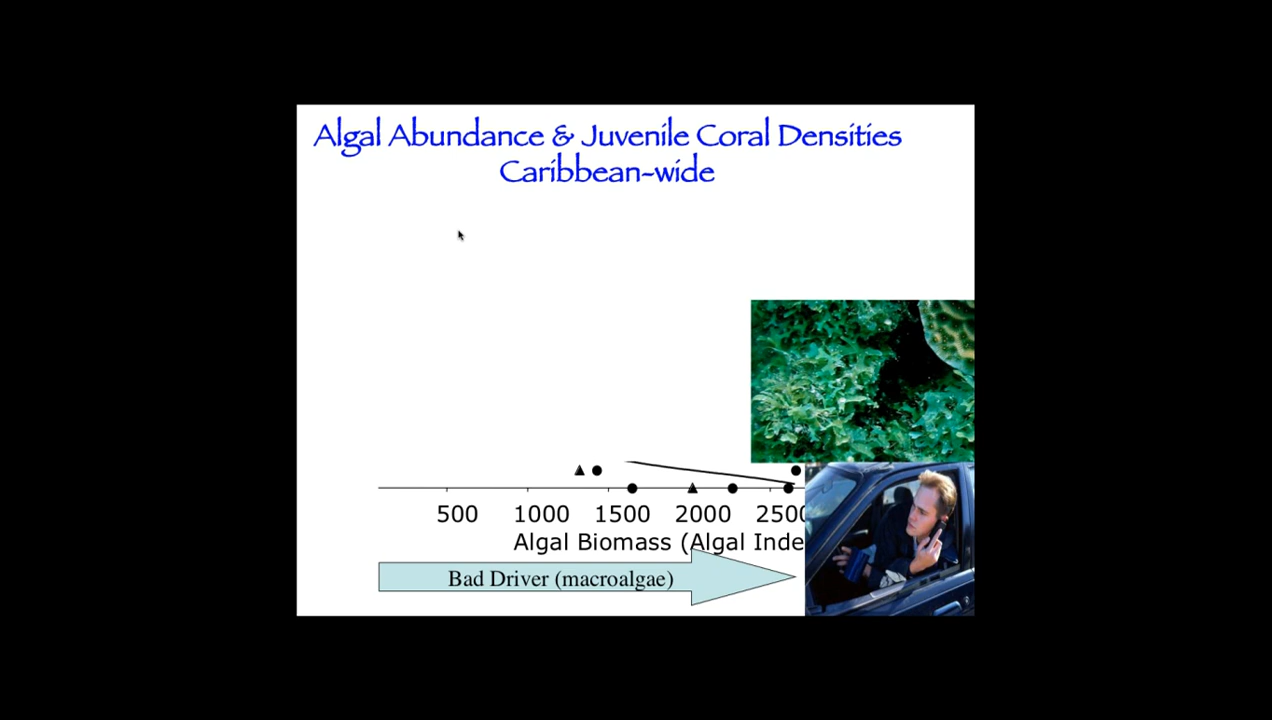 Algal Abundance & Juvenile Coral Densities
Caribbean-wide
500 1000 1500 2000 2500
Algal Biomass (Algal Inde
Bad Driver (macroalgae)